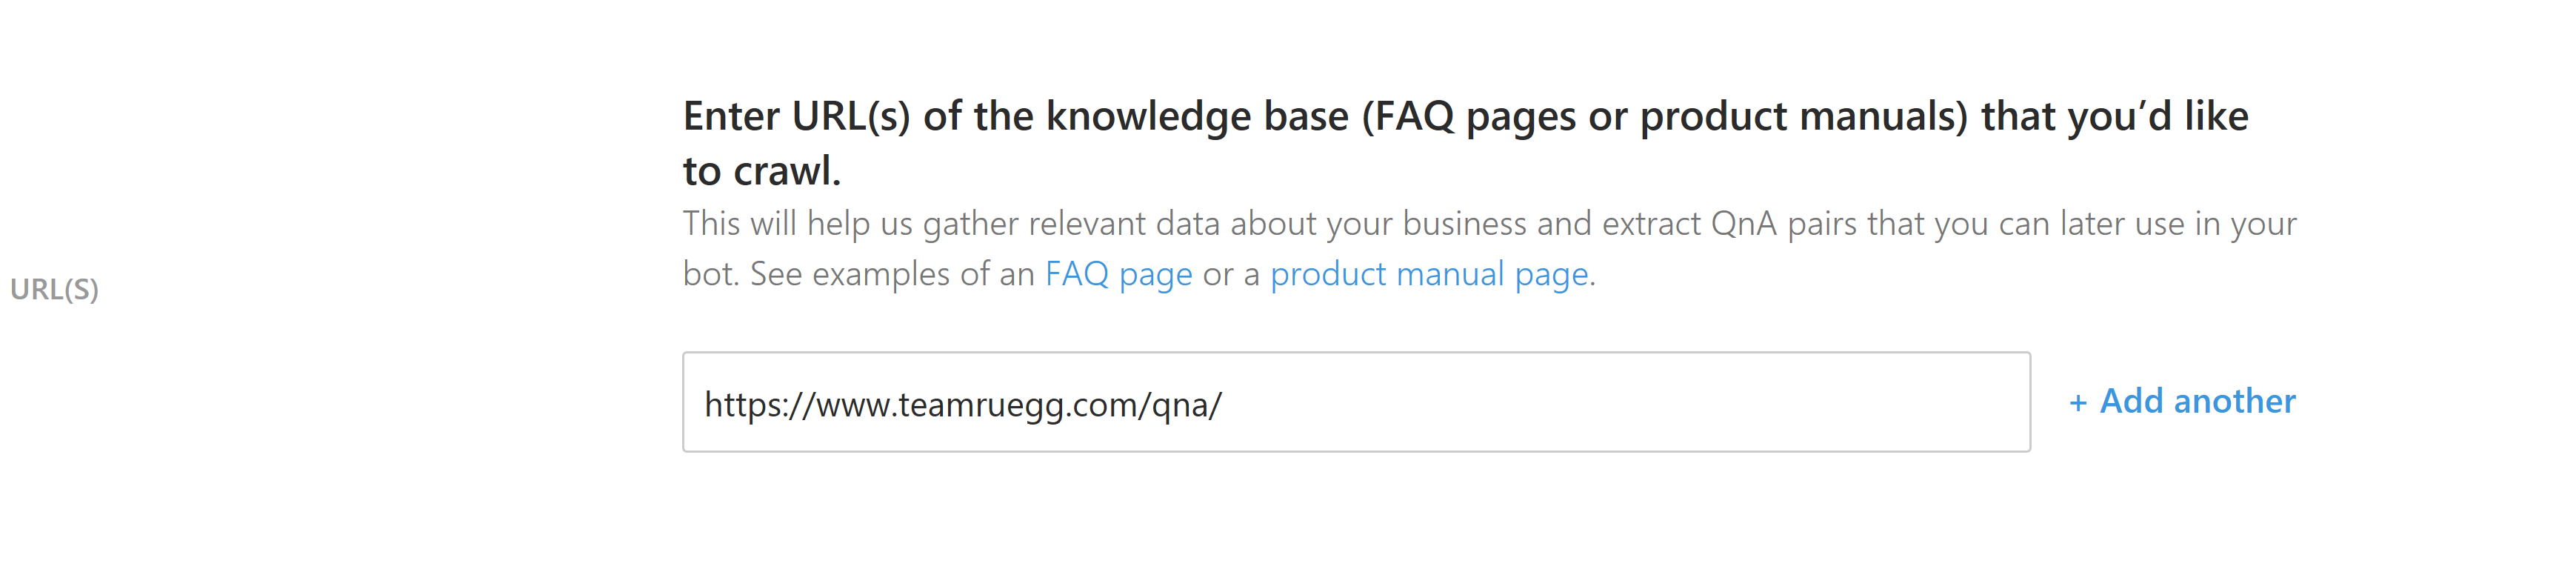 Enter URL(s) of the knowledge base (FAQ pages or product manuals) that you’d like
to crawl.
This will help us gather relevant data about your business and extract QnA pairs that you can later use in your
bot. See examples of an FAQ page or a product manual page.
URL(S)
https://www.teamruegg.com/qna/
+ Add another